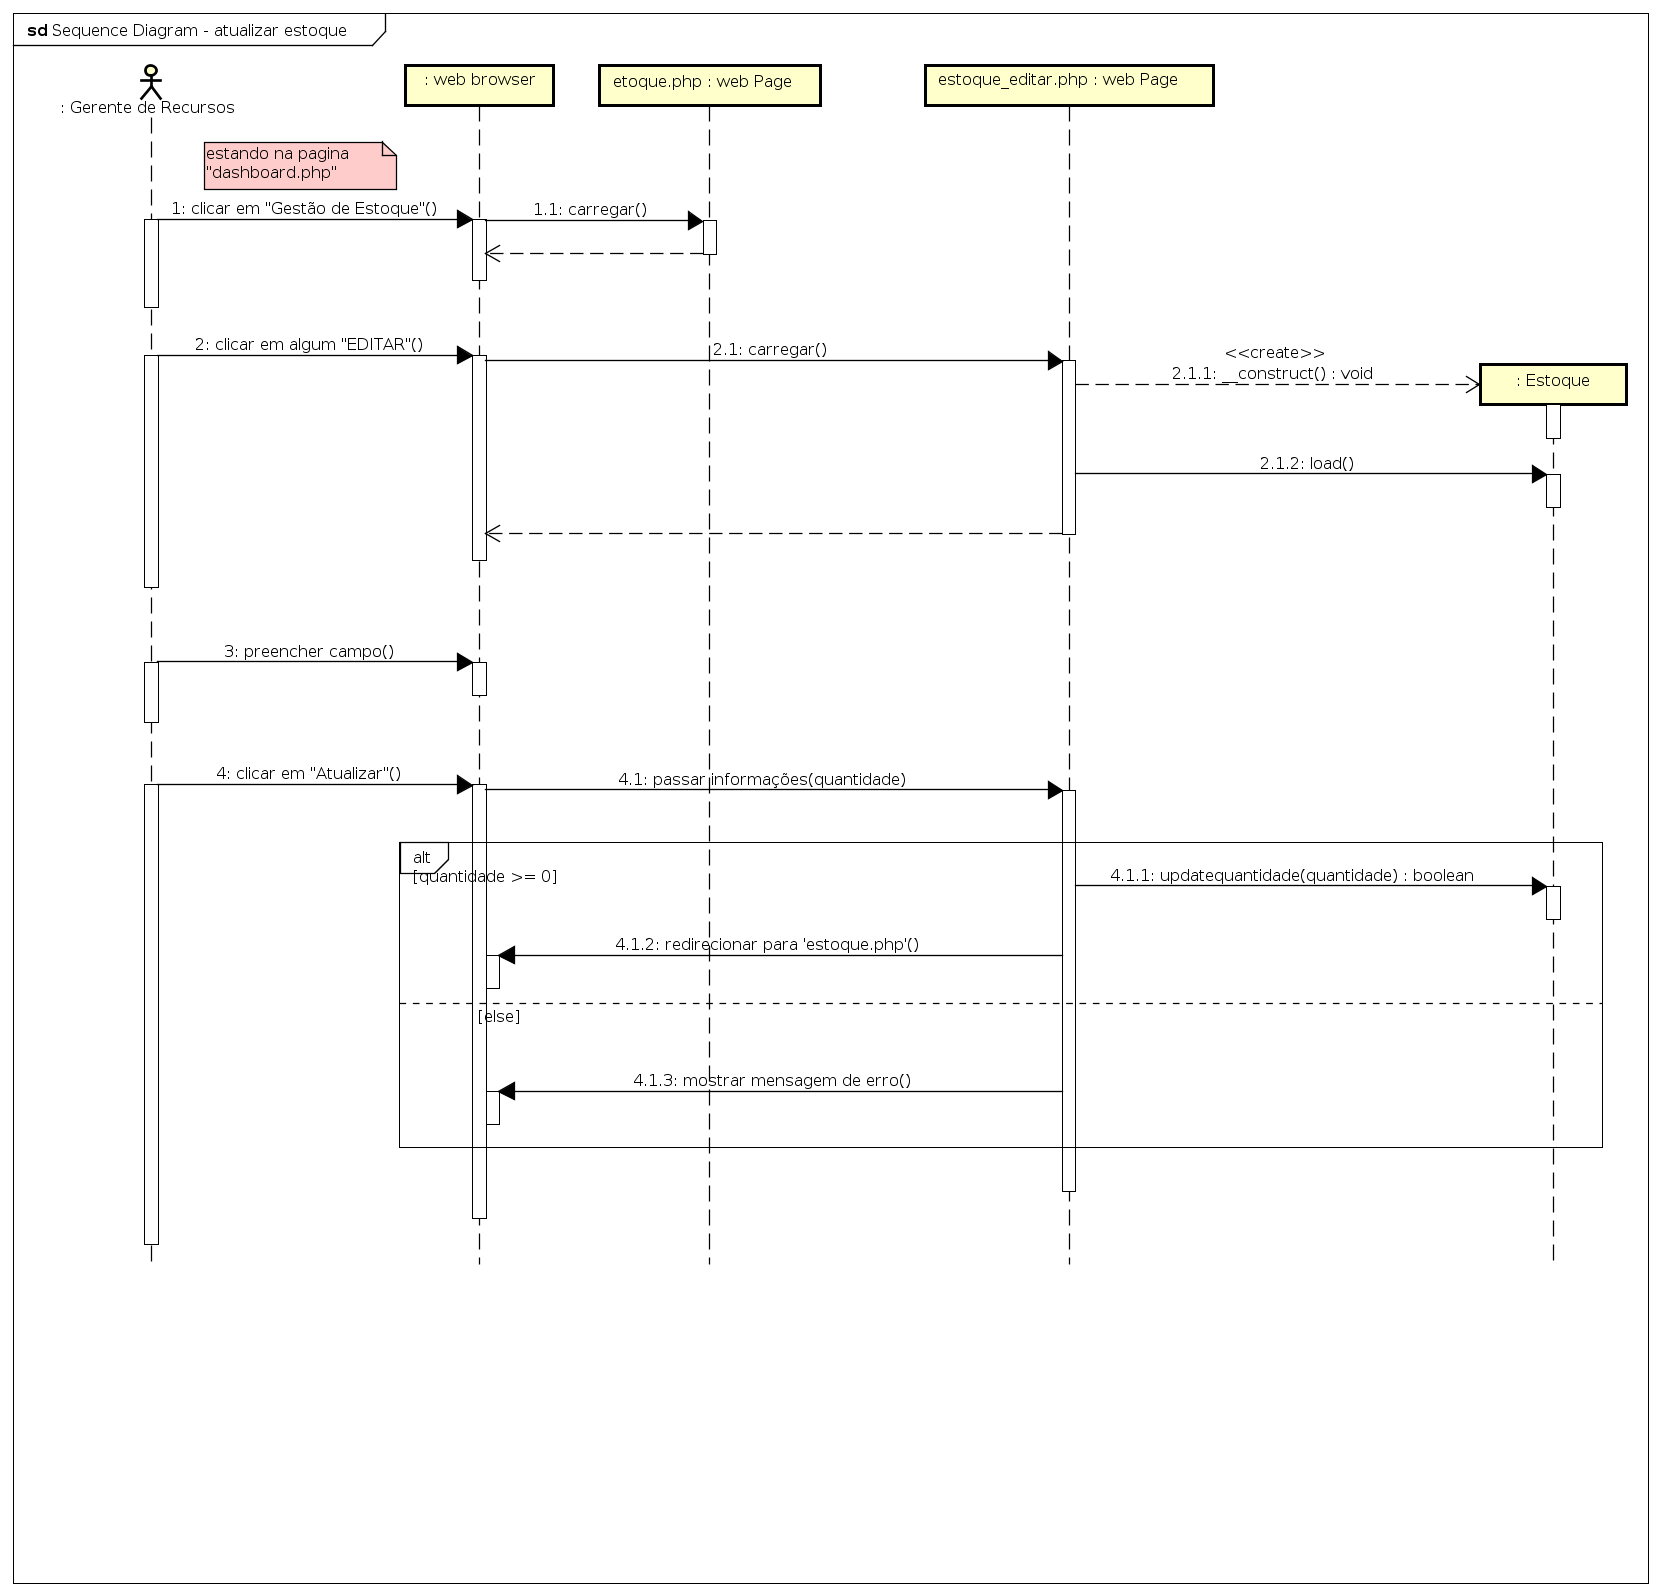 sd Sequence Diagram - atualizar estoque
: Gerente de Recursos
: web browser
etoque.php : web Page
estoque_editar.php : web Page
estando na pagina
"dashboard.php"
1: clicar em "Gestão de Estoque"()
1.1: carregar()
2: clicar em algum "EDITAR"()
2.1: carregar()
<<create>>
2.1.1: __construct() : void
: Estoque
2.1.2: load()
3: preencher campo()
4: clicar em "Atualizar"()
4.1: passar informações(quantidade)
alt
[quantidade >= 0]
4.1.1: updatequantidade(quantidade) : boolean
4.1.2: redirecionar para 'estoque.php'()
[else]
4.1.3: mostrar mensagem de erro()